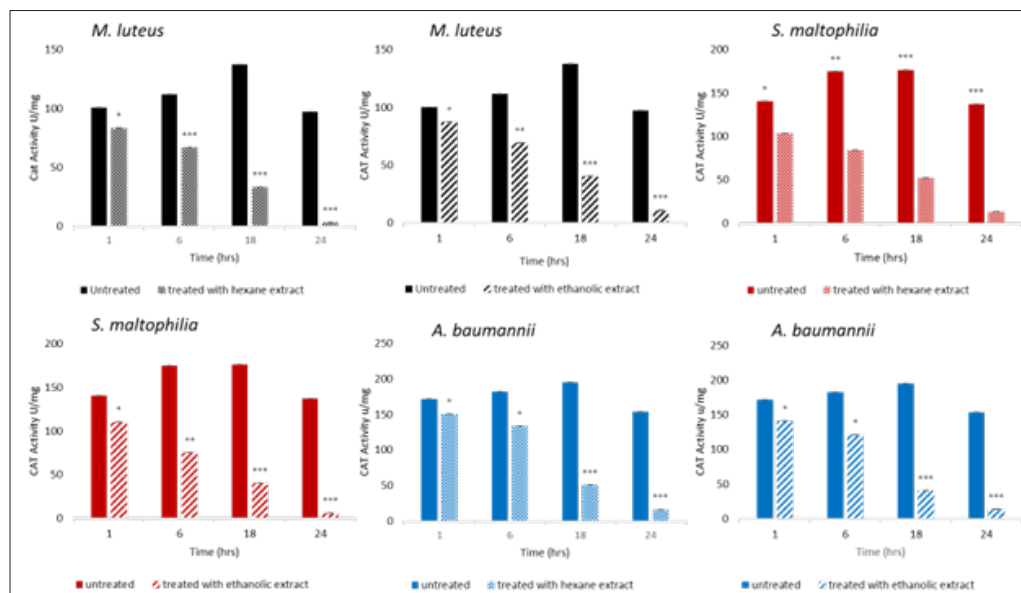 M. luteus
150
100
50
0
Cat Activity U/mg
*
***
***
***
1 6 18 24
Time (hrs)
Untreated treated with hexane extract
M. luteus
150
100
50
0
CAT Activity U/mg
*
**
***
***
1 6 18 24
Time (hrs)
Untreated treated with ethanolic extract
S. maltophilia
200
150
100
50
0
CAT Activity U/mg
*
**
***
***
1 6 18 24
Time (hrs)
untreated treated with hexane extract
S. maltophilia
200
150
100
50
0
CAT Activity U/mg
*
**
***
***
1 6 18 24
Time (hrs)
untreated treated with ethanolic extract
A. baumannii
250
200
150
100
50
0
CAT Activity U/mg
*
*
***
***
1 6 18 24
Time (hrs)
untreated treated with hexane extract
A. baumannii
250
200
150
100
50
0
CAT Activity U/mg
*
*
***
***
1 6 18 24
Time (hrs)
untreated treated with ethanolic extract